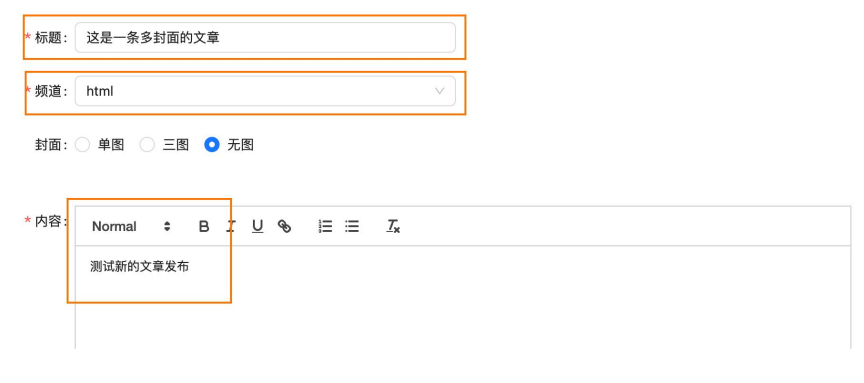 * 标题: 这是一条多封面的文章
* 频道: html
封面: 单图 三图 无图
* 内容: Normal B I U
测试新的文章发布